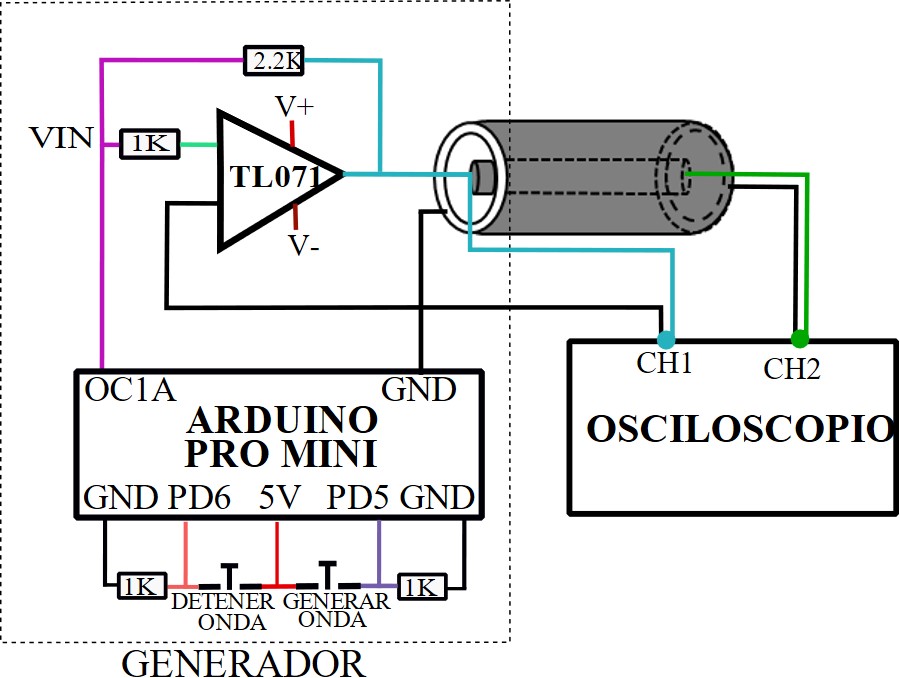 2.2K
V+
VIN
1K
TL071
V-
OC1A
GND
ARDUINO
PRO MINI
GND PD6 5V PD5 GND
1K
1K
DETENER
ONDA
GENERAR
ONDA
GENERADOR
CH1
CH2
OSCILOSCOPIO